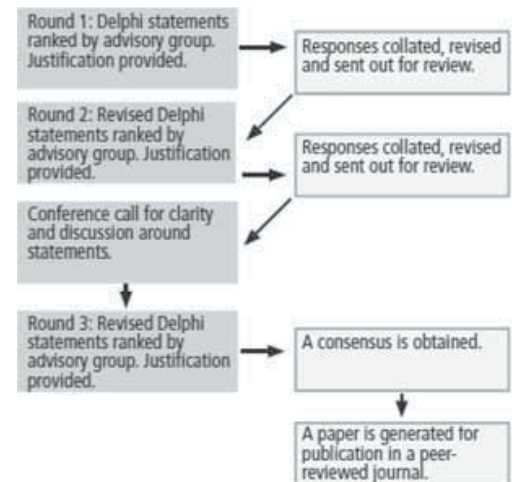 Round 1: Delphi statements
ranked by advisory group.
Justification provided.
Responses collated, revised
and sent out for review.
Round 2: Revised Delphi
statements ranked by
advisory group. Justification
provided.
Responses collated, revised
and sent out for review.
Conference call for clarity
and discussion around
statements.
Round 3: Revised Delphi
statements ranked by
advisory group. Justification
provided.
A consensus is obtained.
A paper is generated for
publication in a peer-
reviewed journal.